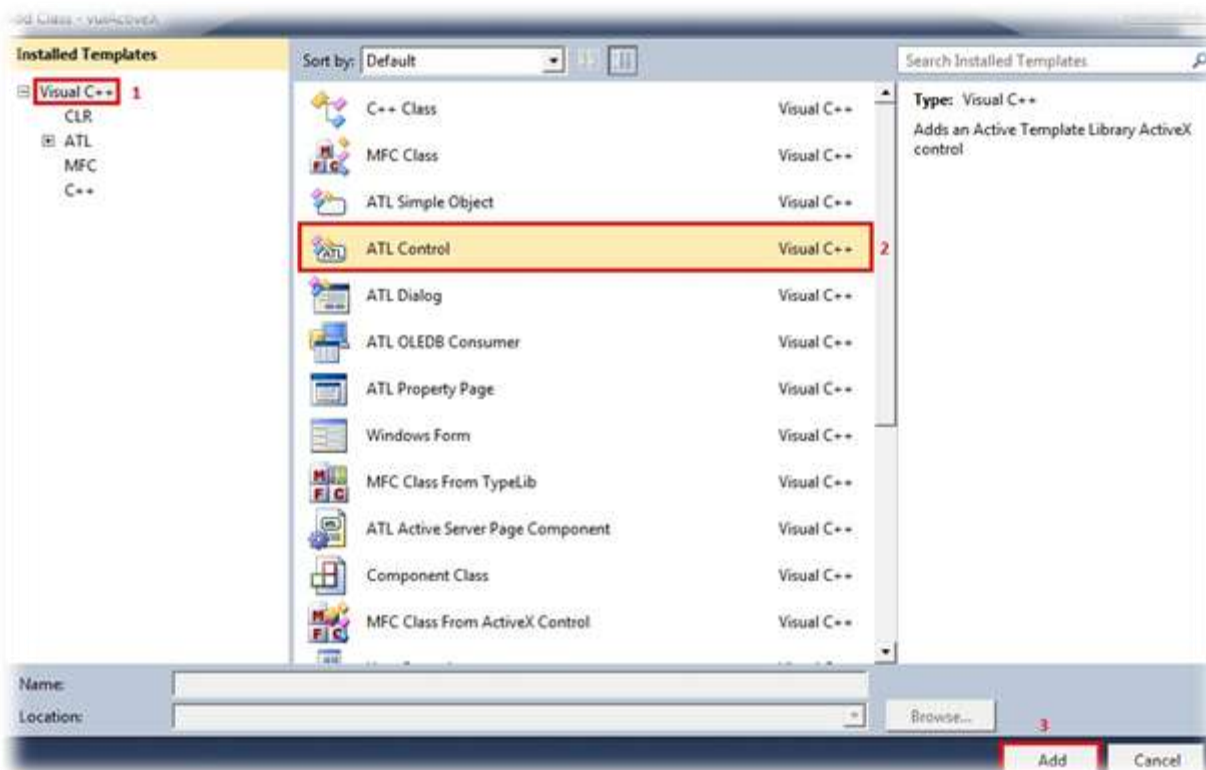 Add Class - vulActiveX
Installed Templates
Sort by: Default
Search Installed Templates
Visual C++ 1
CLR
ATL
MFC
C++
C++ Class Visual C++
MFC Class Visual C++
ATL Simple Object Visual C++
ATL Control Visual C++ 2
ATL Dialog Visual C++
ATL OLEDB Consumer Visual C++
ATL Property Page Visual C++
Windows Form Visual C++
MFC Class From TypeLib Visual C++
ATL Active Server Page Component Visual C++
Component Class Visual C++
MFC Class From ActiveX Control Visual C++
Type: Visual C++
Adds an Active Template Library ActiveX
control
Name:
Location:
Browse...
3
Add Cancel